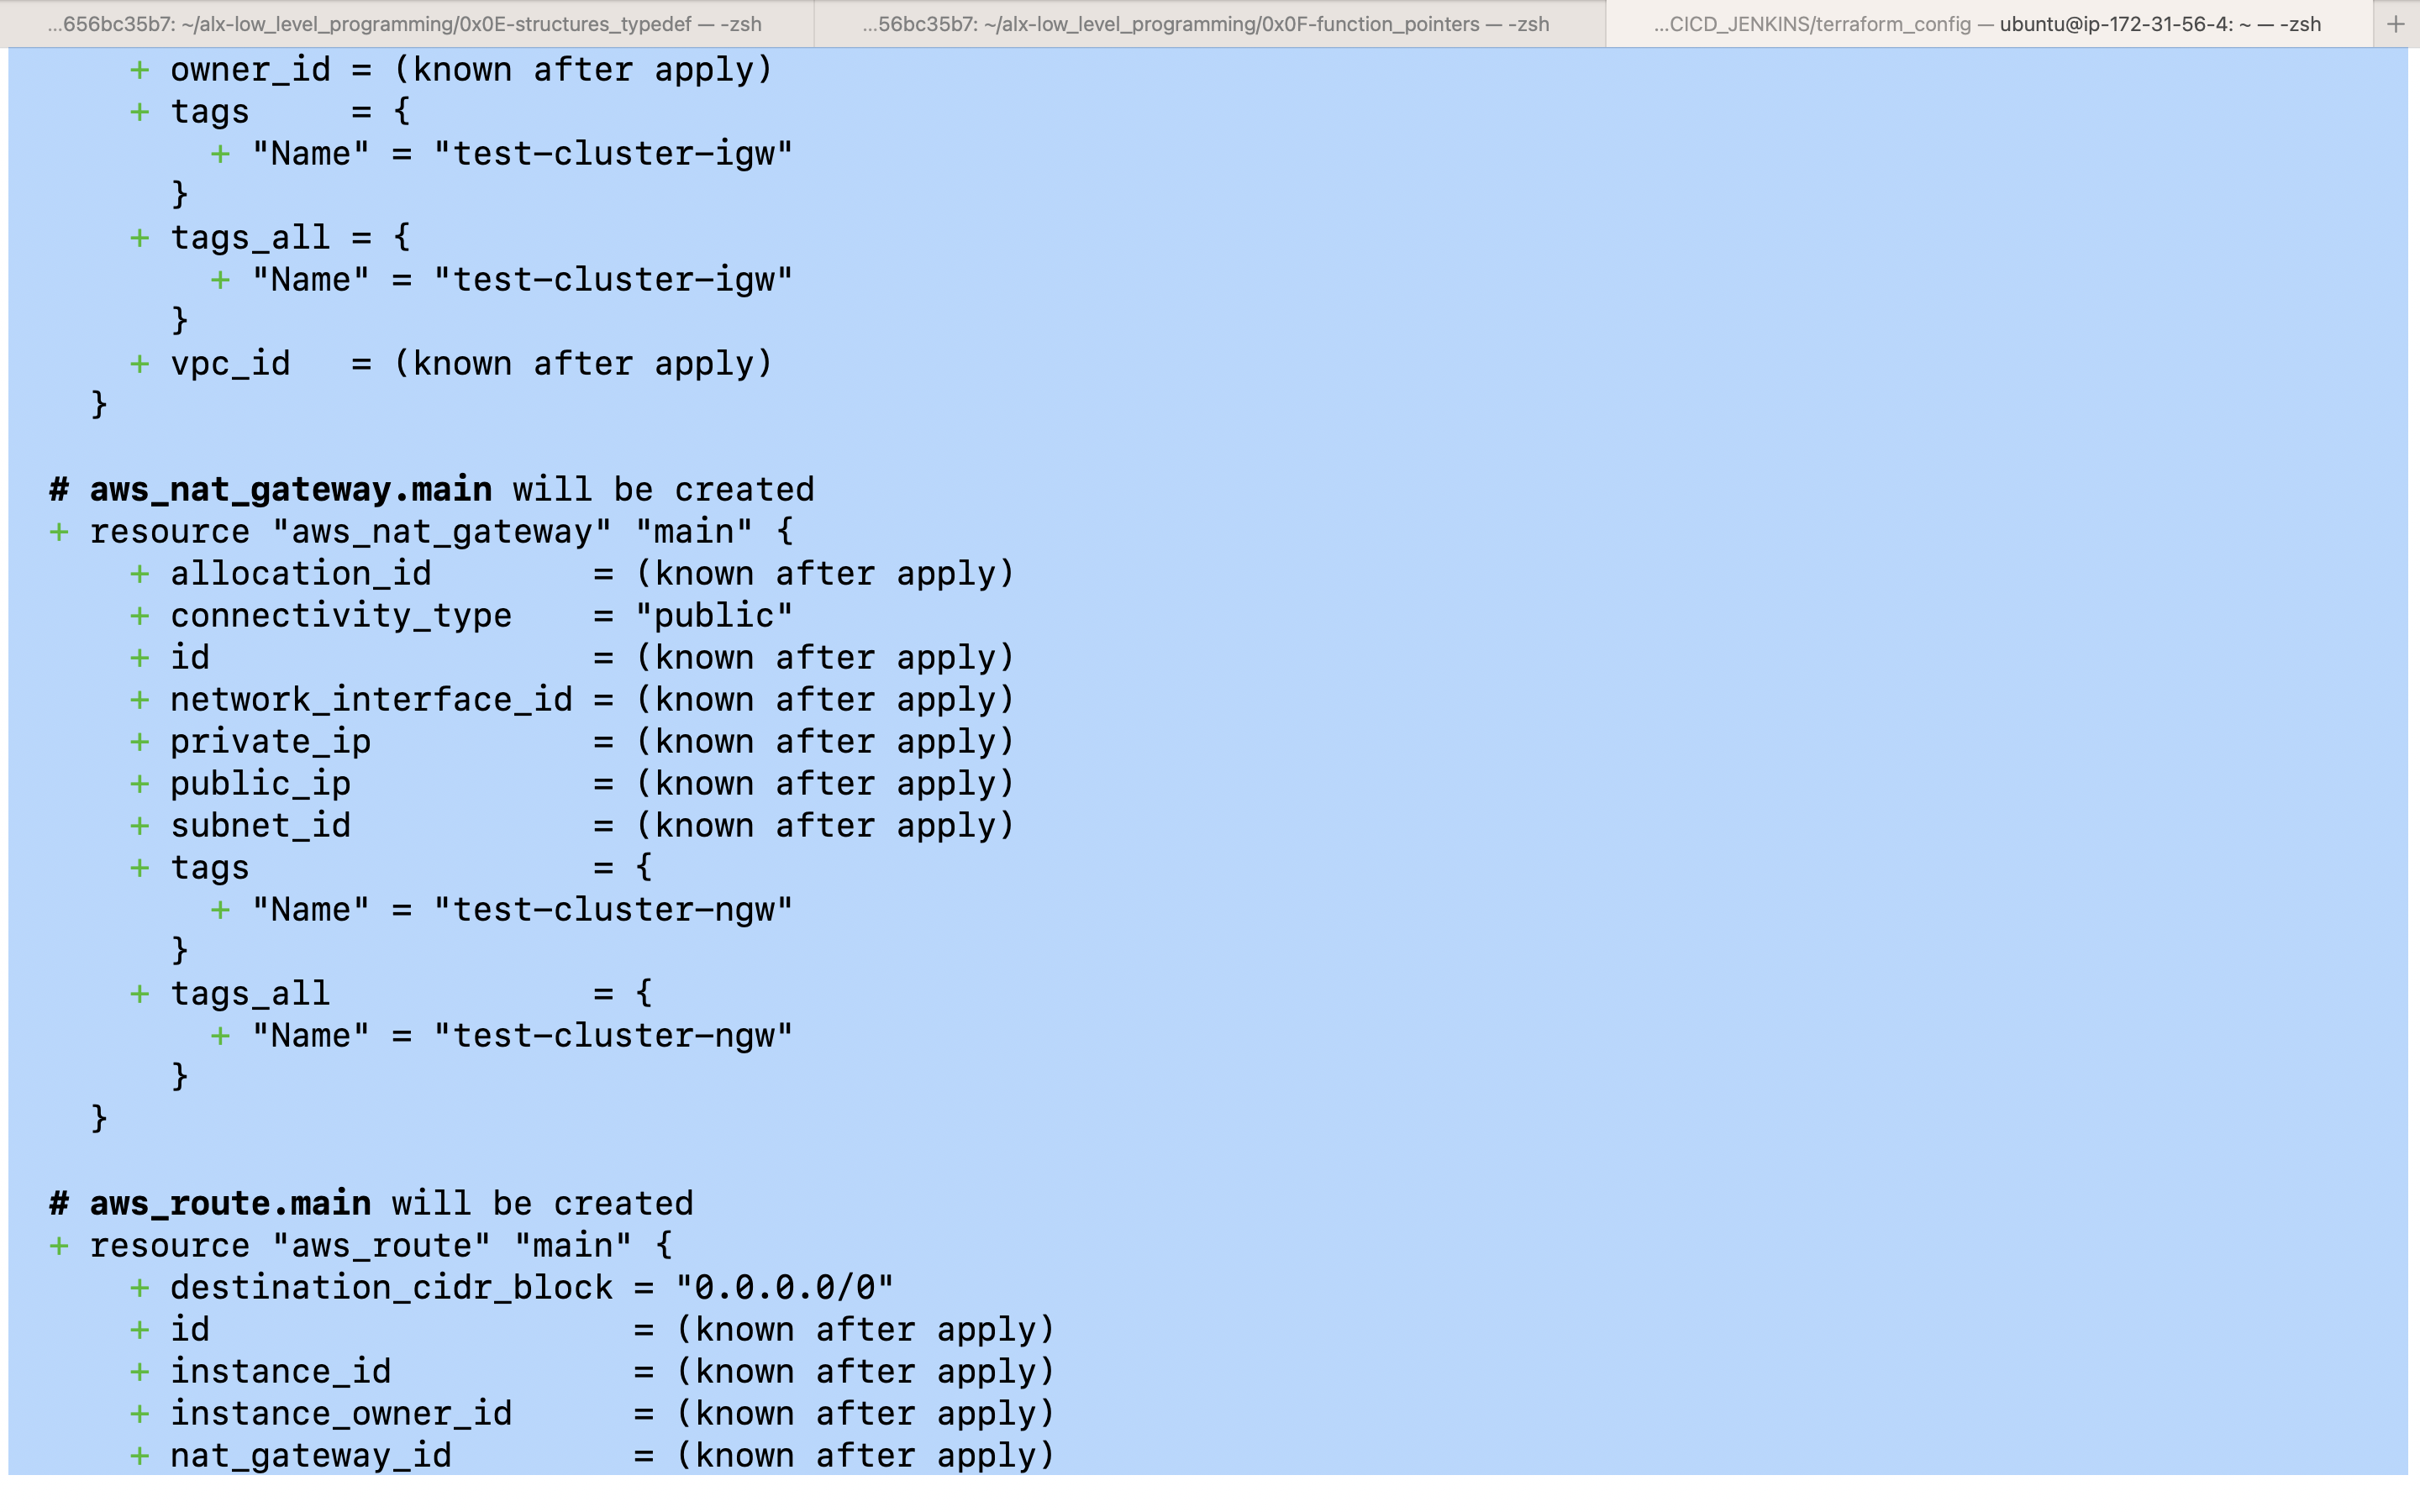 ...656bc35b7: ~/alx-low_level_programming/0x0E-structures_typedef — -zsh
...56bc35b7: ~/alx-low_level_programming/0x0F-function_pointers — -zsh
...CICD_JENKINS/terraform_config — ubuntu@ip-172-31-56-4: ~ — -zsh
+
+ owner_id = (known after apply)
+ tags     = {
+ "Name" = "test-cluster-igw"
}
+ tags_all = {
+ "Name" = "test-cluster-igw"
}
+ vpc_id   = (known after apply)
}
# aws_nat_gateway.main will be created
+ resource "aws_nat_gateway" "main" {
+ allocation_id        = (known after apply)
+ connectivity_type    = "public"
+ id                   = (known after apply)
+ network_interface_id = (known after apply)
+ private_ip           = (known after apply)
+ public_ip            = (known after apply)
+ subnet_id            = (known after apply)
+ tags                 = {
+ "Name" = "test-cluster-ngw"
}
+ tags_all             = {
+ "Name" = "test-cluster-ngw"
}
}
# aws_route.main will be created
+ resource "aws_route" "main" {
+ destination_cidr_block = "0.0.0.0/0"
+ id                     = (known after apply)
+ instance_id            = (known after apply)
+ instance_owner_id      = (known after apply)
+ nat_gateway_id         = (known after apply)